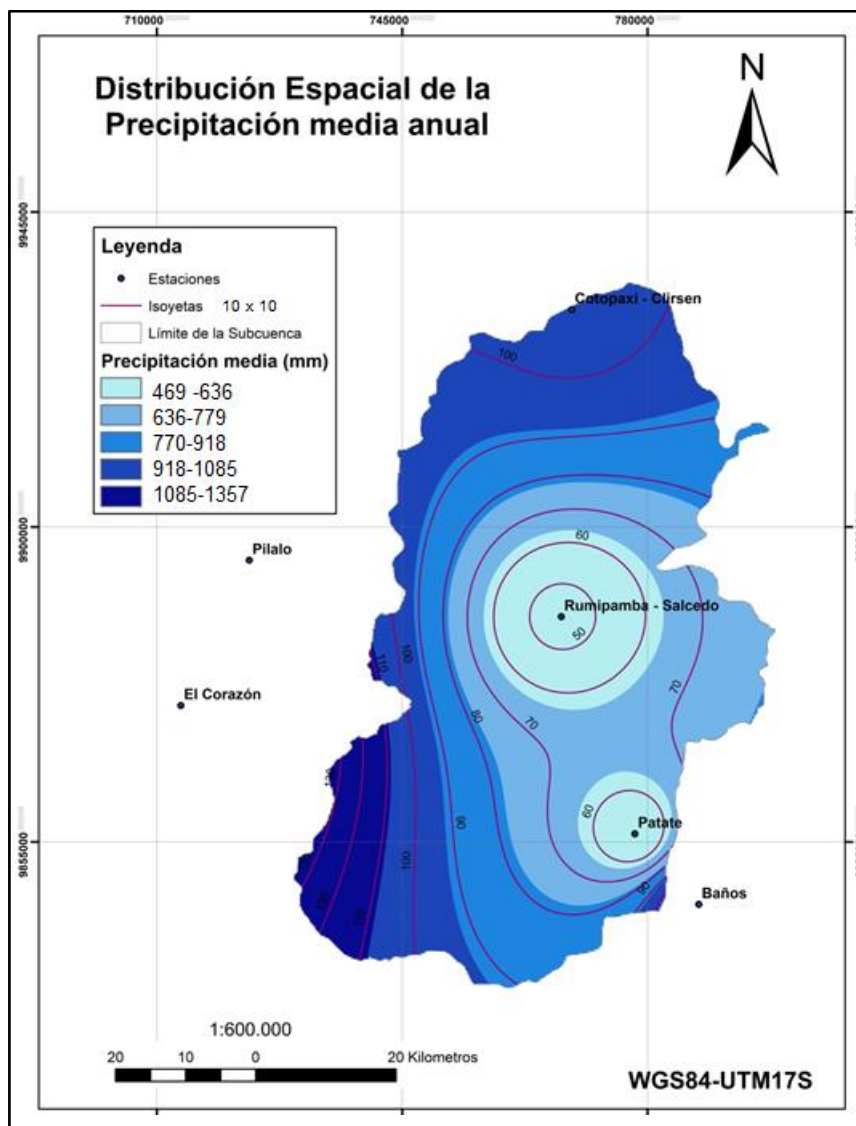 710000
745000
780000
Distribución Espacial de la
Precipitación media anual
N
9945000
Leyenda
Estaciones
Isoyetas 10 x 10
Límite de la Subcuenca
Precipitación media (mm)
469 -636
636-779
770-918
918-1085
1085-1357
Cotopaxi - Clirsen
100
9900000
60
Pilalo
Rumipamba - Salcedo
50
100
110
El Corazón
70
80
70
60
90
Patate
9855000
100
Baños
1:600.000
20 10 0 20 Kilometros
WGS84-UTM17S